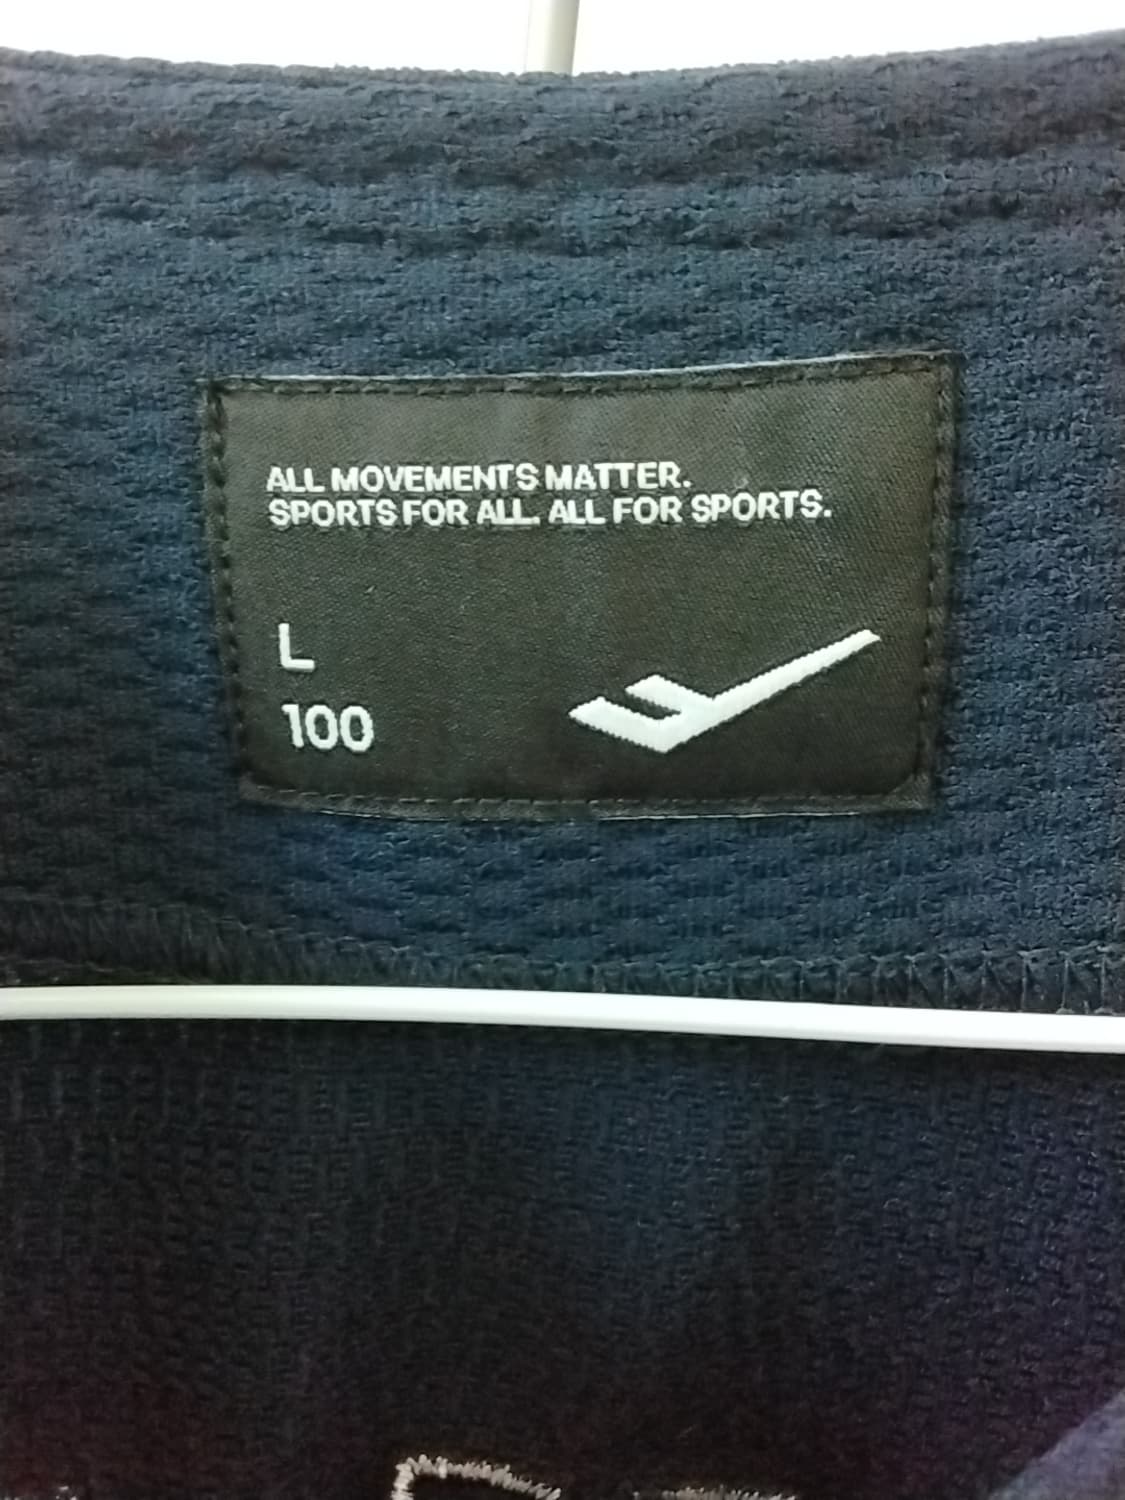 ALL MOVEMENTS MATTER.
SPORTS FOR ALL. ALL FOR SPORTS.
L
100